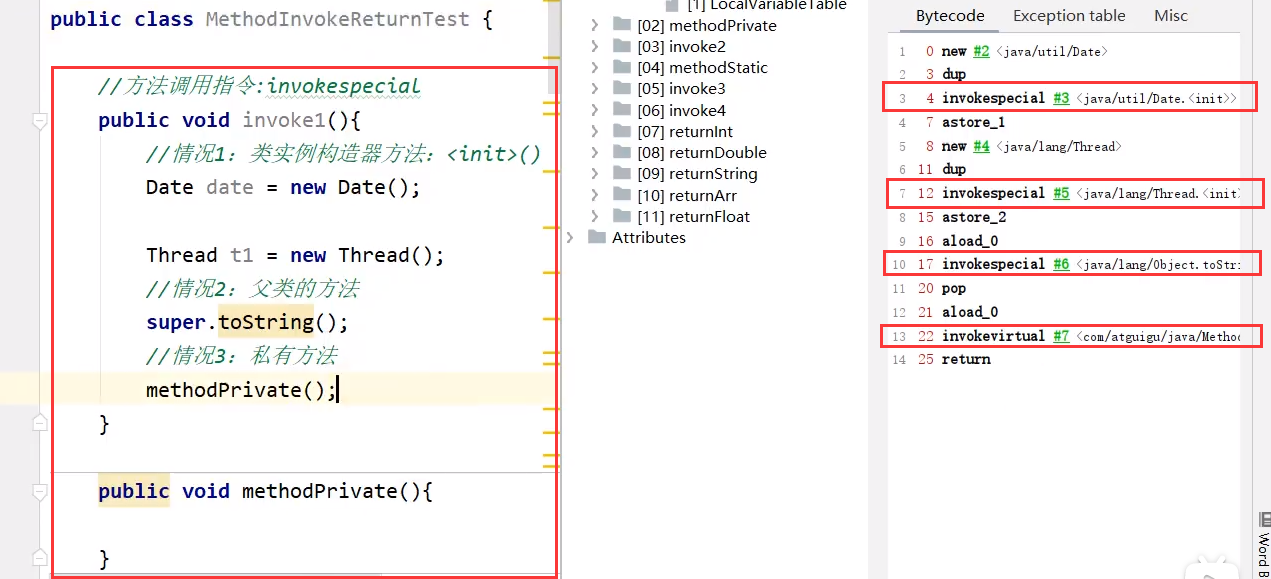 public class MethodInvokeReturnTest {
//方法调用指令:invokespecial
public void invoke1(){
//情况1：类实例构造器方法：<init>()
Date date = new Date();
Thread t1 = new Thread();
//情况2：父类的方法
super.toString();
//情况3：私有方法
methodPrivate();
}
public void methodPrivate(){
}
[1] LocalVariableTable
[02] methodPrivate
[03] invoke2
[04] methodStatic
[05] invoke3
[06] invoke4
[07] returnInt
[08] returnDouble
[09] returnString
[10] returnArr
[11] returnFloat
Attributes
Bytecode Exception table Misc
1 0 new #2 <java/util/Date>
2 3 dup
3 4 invokespecial #3 <java/util/Date.<init>>
4 7 astore_1
5 8 new #4 <java/lang/Thread>
6 11 dup
7 12 invokespecial #5 <java/lang/Thread.<init>
8 15 astore_2
9 16 aload_0
10 17 invokespecial #6 <java/lang/Object.toStri
11 20 pop
12 21 aload_0
13 22 invokevirtual #7 <com/atguigu/java/Metho
14 25 return
Word B